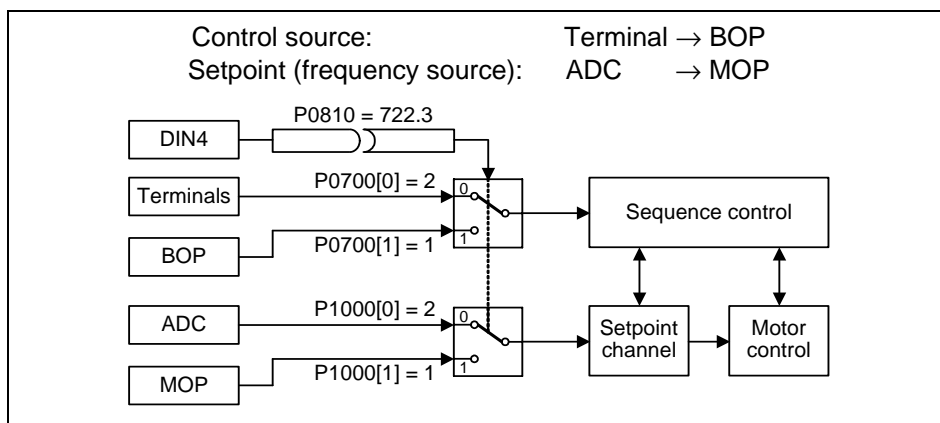 Control source: Terminal → BOP
Setpoint (frequency source): ADC → MOP
P0810 = 722.3
DIN4
Terminals
P0700[0] = 2
0
Sequence control
BOP
P0700[1] = 1
1
ADC
P1000[0] = 2
0
Setpoint
channel
Motor
control
MOP
P1000[1] = 1
1